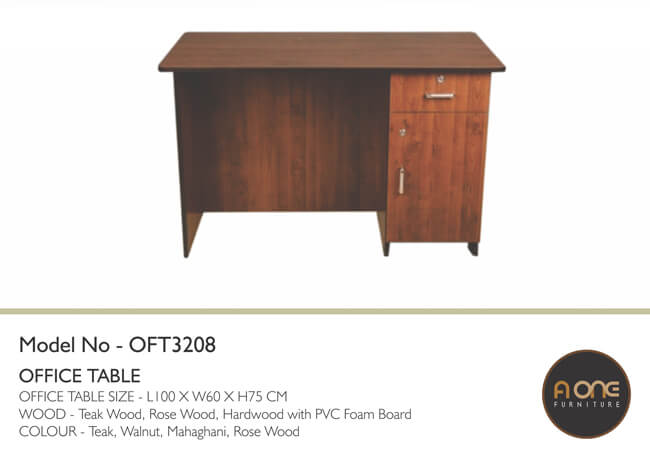 Model No - OFT3208
OFFICE TABLE
OFFICE TABLE SIZE - L100 X W60 X H75 CM
WOOD - Teak Wood, Rose Wood, Hardwood with PVC Foam Board
COLOUR - Teak, Walnut, Mahaghani, Rose Wood
A ONE
FURNITURE